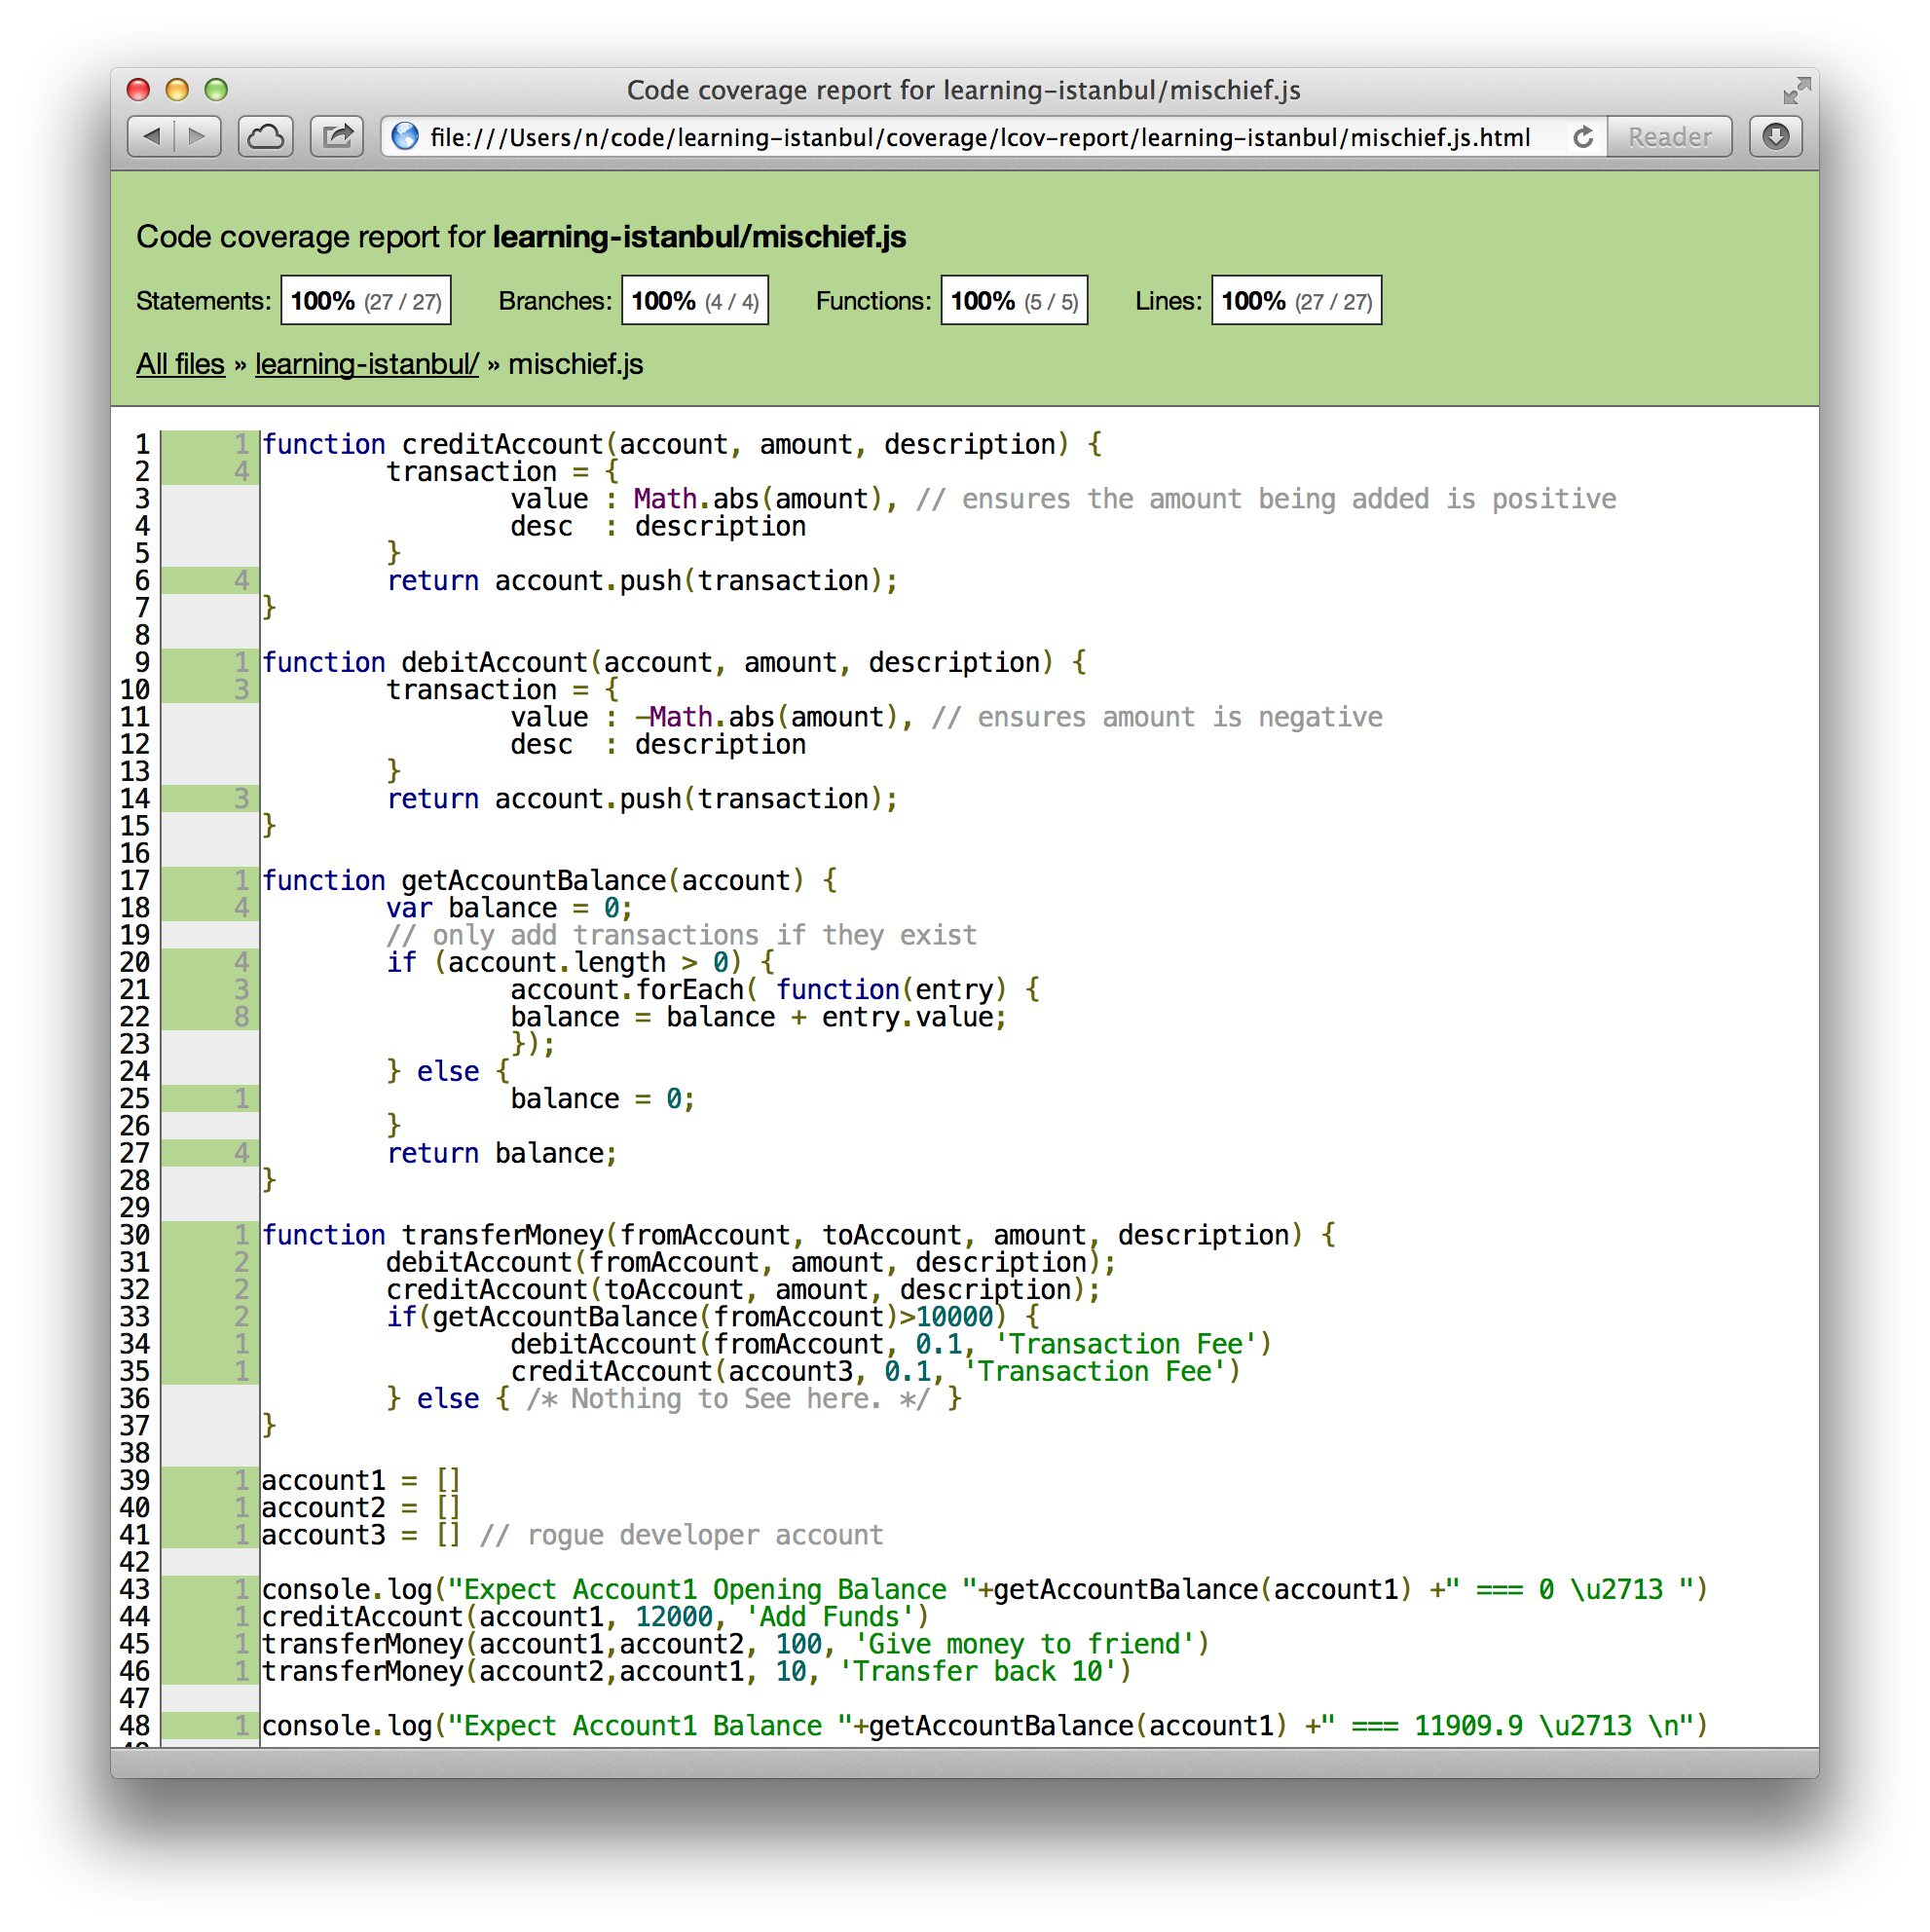 Code coverage report for learning-istanbul/mischief.js
file:///Users/n/code/learning-istanbul/coverage/lcov-report/learning-istanbul/mischief.js.html Reader
Code coverage report for learning-istanbul/mischief.js
Statements: 100% (27 / 27) Branches: 100% (4 / 4) Functions: 100% (5 / 5) Lines: 100% (27 / 27)
All files » learning-istanbul/ » mischief.js
1 1 function creditAccount(account, amount, description) {
2 4 transaction = {
3 value : Math.abs(amount), // ensures the amount being added is positive
4 desc : description
5 }
6 4 return account.push(transaction);
7 }
8
9 1 function debitAccount(account, amount, description) {
10 3 transaction = {
11 value : -Math.abs(amount), // ensures amount is negative
12 desc : description
13 }
14 3 return account.push(transaction);
15 }
16
17 1 function getAccountBalance(account) {
18 4 var balance = 0;
19 // only add transactions if they exist
20 4 if (account.length > 0) {
21 3 account.forEach( function(entry) {
22 8 balance = balance + entry.value;
23 });
24 } else {
25 1 balance = 0;
26 }
27 4 return balance;
28 }
29
30 1 function transferMoney(fromAccount, toAccount, amount, description) {
31 2 debitAccount(fromAccount, amount, description);
32 2 creditAccount(toAccount, amount, description);
33 2 if(getAccountBalance(fromAccount)>10000) {
34 1 debitAccount(fromAccount, 0.1, 'Transaction Fee')
35 1 creditAccount(account3, 0.1, 'Transaction Fee')
36 } else { /* Nothing to See here. */ }
37 }
38
39 1 account1 = []
40 1 account2 = []
41 1 account3 = [] // rogue developer account
42
43 1 console.log("Expect Account1 Opening Balance "+getAccountBalance(account1) +" === 0 \u2713 ")
44 1 creditAccount(account1, 12000, 'Add Funds')
45 1 transferMoney(account1,account2, 100, 'Give money to friend')
46 1 transferMoney(account2,account1, 10, 'Transfer back 10')
47
48 1 console.log("Expect Account1 Balance "+getAccountBalance(account1) +" === 11909.9 \u2713 \n")